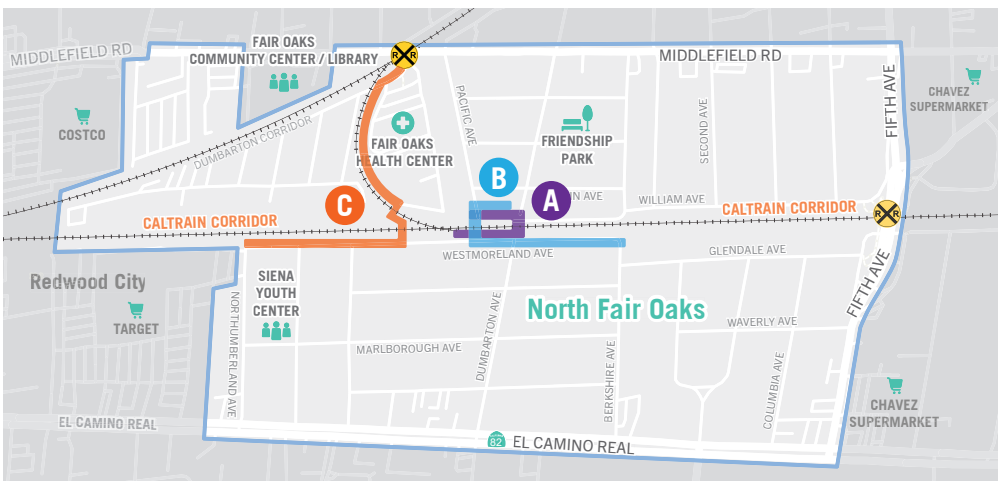 MIDDLEFIELD RD
FAIR OAKS
COMMUNITY CENTER / LIBRARY
R R
MIDDLEFIELD RD
FIFTH AVE
CHAVEZ
SUPERMARKET
COSTCO
DUMBARTON CORRIDOR
FAIR OAKS
HEALTH CENTER
PACIFIC AVE
FRIENDSHIP
PARK
SECOND AVE
B
A
C
AVE
WILLIAM AVE
CALTRAIN CORRIDOR
CALTRAIN CORRIDOR
R R
WESTMORELAND AVE
GLENDALE AVE
FIFTH AVE
Redwood City
TARGET
SIENA
YOUTH
CENTER
NORTHUMBERLAND AVE
DUMBARTON AVE
North Fair Oaks
WAVERLY AVE
MARLBOROUGH AVE
BERKSHIRE AVE
COLUMBIA AVE
CHAVEZ
SUPERMARKET
EL CAMINO REAL
82
EL CAMINO REAL